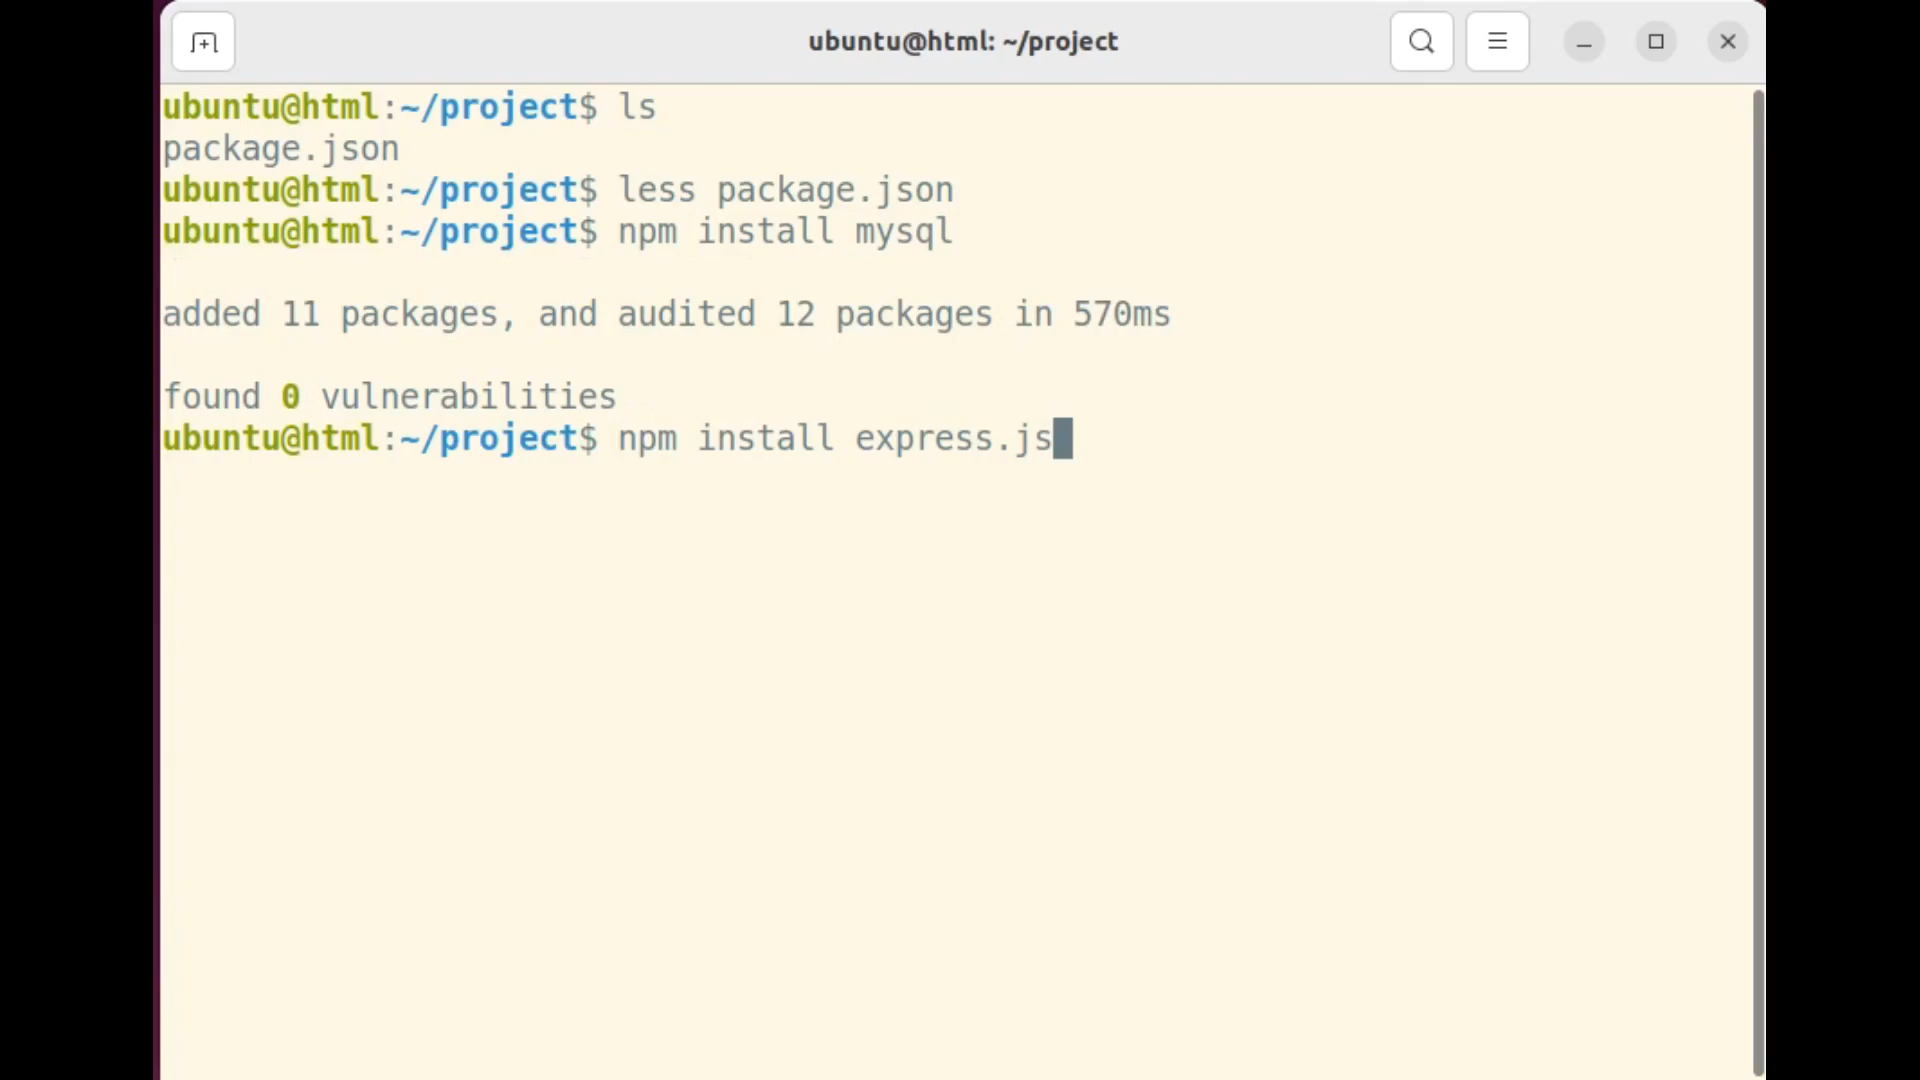 ubuntu@html: ~/project
ubuntu@html:~/project$ ls
package.json
ubuntu@html:~/project$ less package.json
ubuntu@html:~/project$ npm install mysql
added 11 packages, and audited 12 packages in 570ms
found 0 vulnerabilities
ubuntu@html:~/project$ npm install express.js